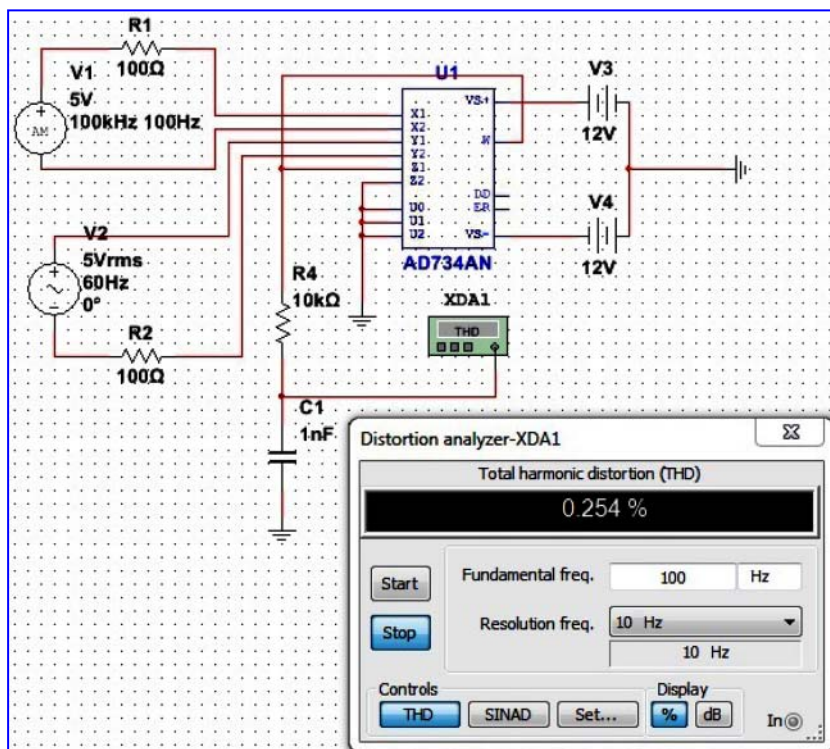 R1
100Ω
V1
5V
100kHz 100Hz
AM
U1
X1
X2
Y1
Y2
Z1
Z2
U0
U1
U2
VS+
W
DD
ER
VS-
AD734AN
V3
12V
V4
12V
V2
5Vrms
60Hz
0°
R2
100Ω
R4
10kΩ
XDA1
THD
C1
1nF
Distortion analyzer-XDA1
Total harmonic distortion (THD)
0.254 %
Start
Stop
Fundamental freq. 100 Hz
Resolution freq. 10 Hz
10 Hz
Controls
THD SINAD Set...
Display
% dB
In